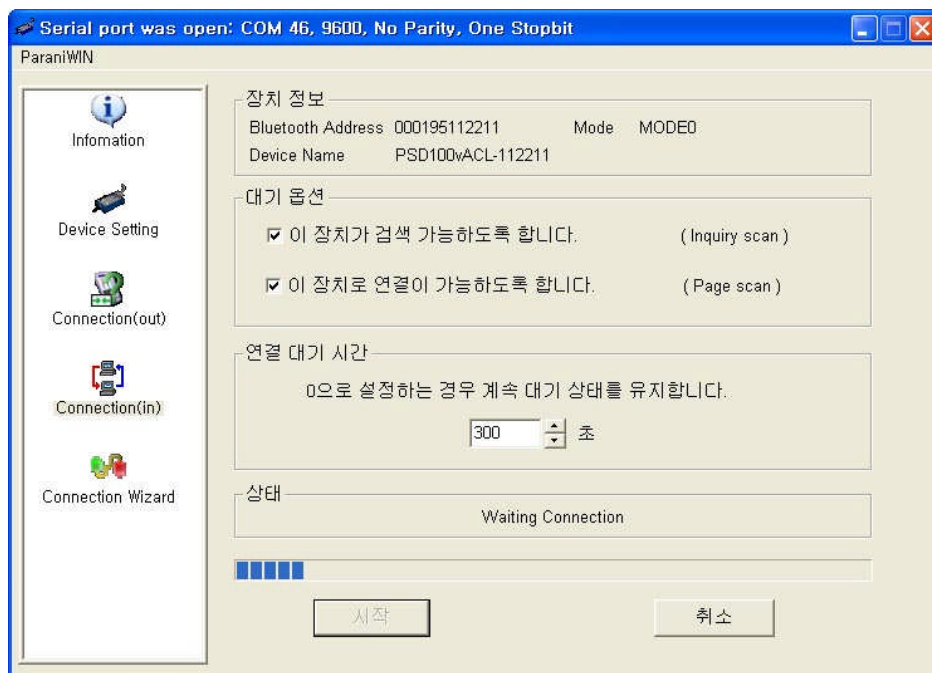 Serial port was open: COM 46, 9600, No Parity, One Stopbit
ParaniWIN
Infomation
Device Setting
Connection(out)
Connection(in)
Connection Wizard
장치 정보
Bluetooth Address 000195112211 Mode MODE0
Device Name PSD100vACL-112211
대기 옵션
이 장치가 검색 가능하도록 합니다. ( Inquiry scan )
이 장치로 연결이 가능하도록 합니다. ( Page scan )
연결 대기 시간
0으로 설정하는 경우 계속 대기 상태를 유지합니다.
300 초
상태
Waiting Connection
시작 취소